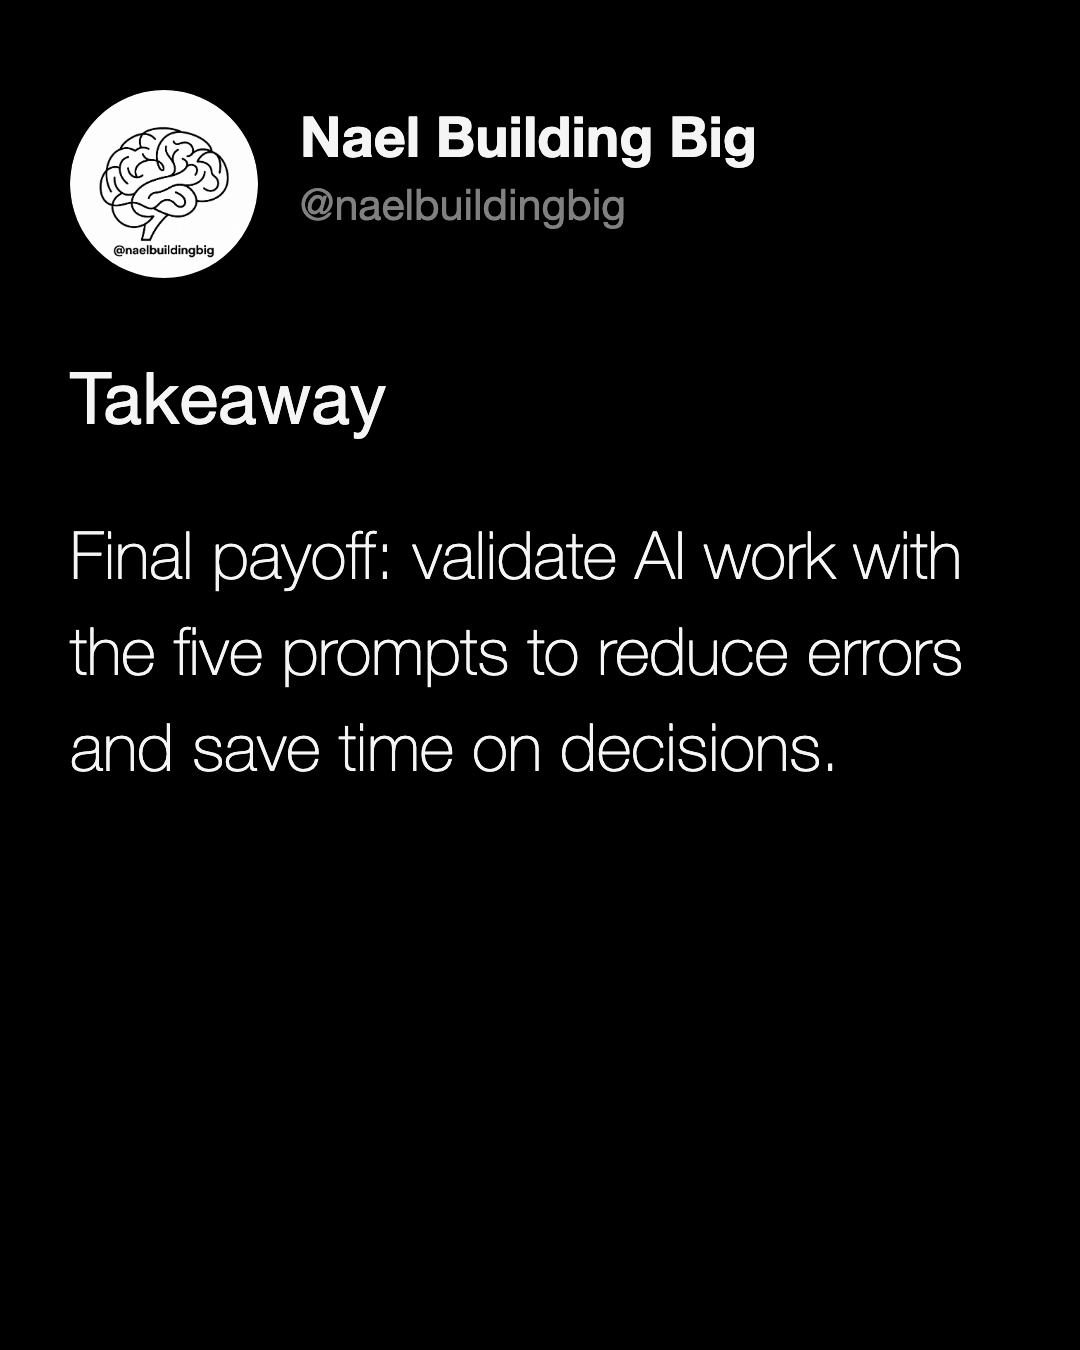 Nael Building Big
@naelbuildingbig
@naelbuildingbig
Takeaway
Final payoff: validate AI work with
the five prompts to reduce errors
and save time on decisions.